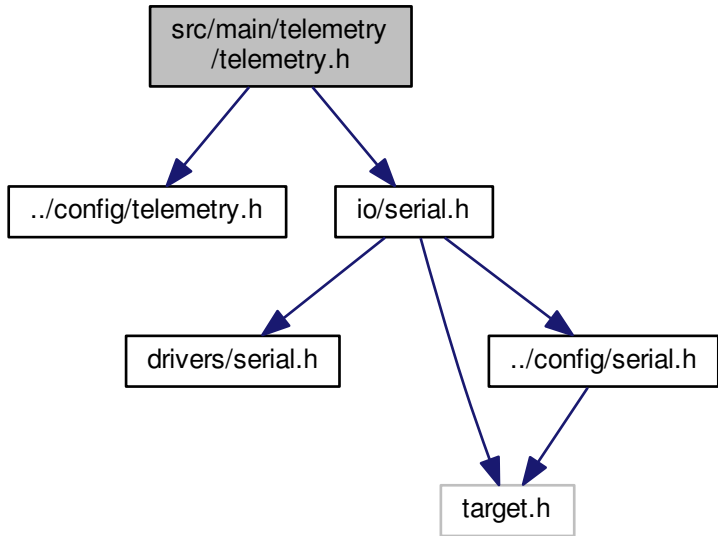 src/main/telemetry
/telemetry.h
../config/telemetry.h
io/serial.h
drivers/serial.h
../config/serial.h
target.h